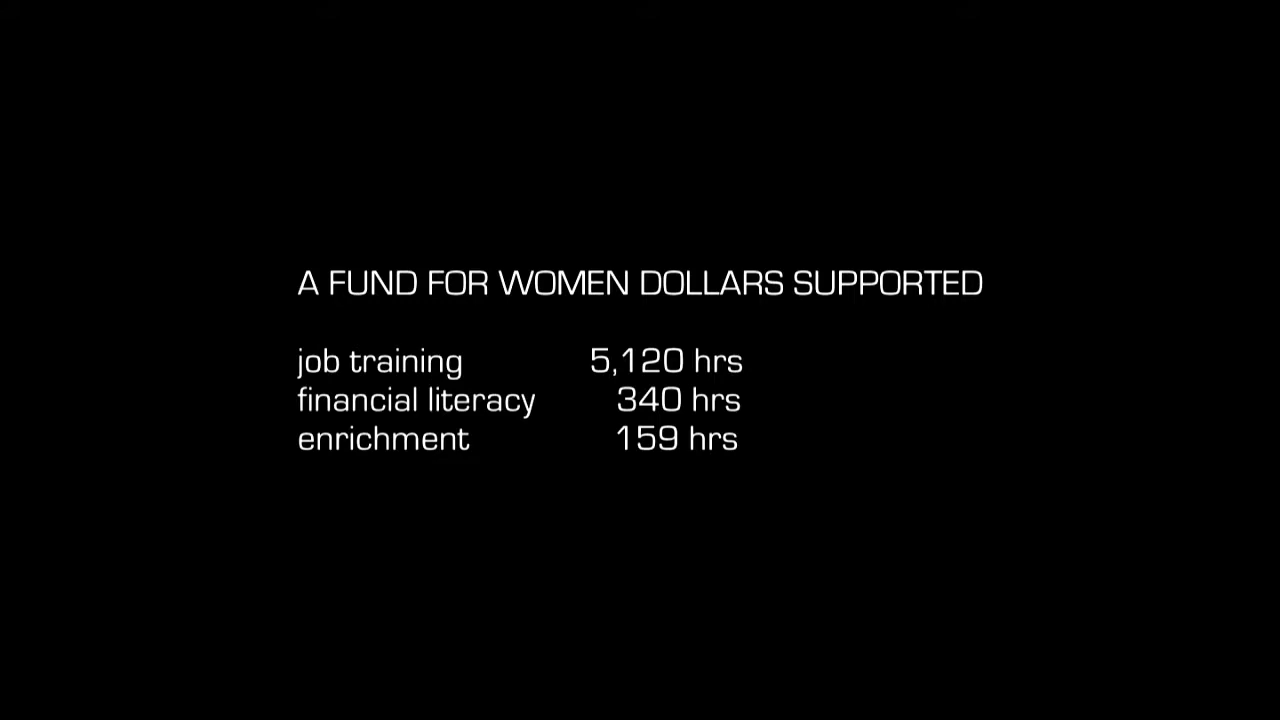 A FUND FOR WOMEN DOLLARS SUPPORTED
job training 5,120 hrs
financial literacy 340 hrs
enrichment 159 hrs